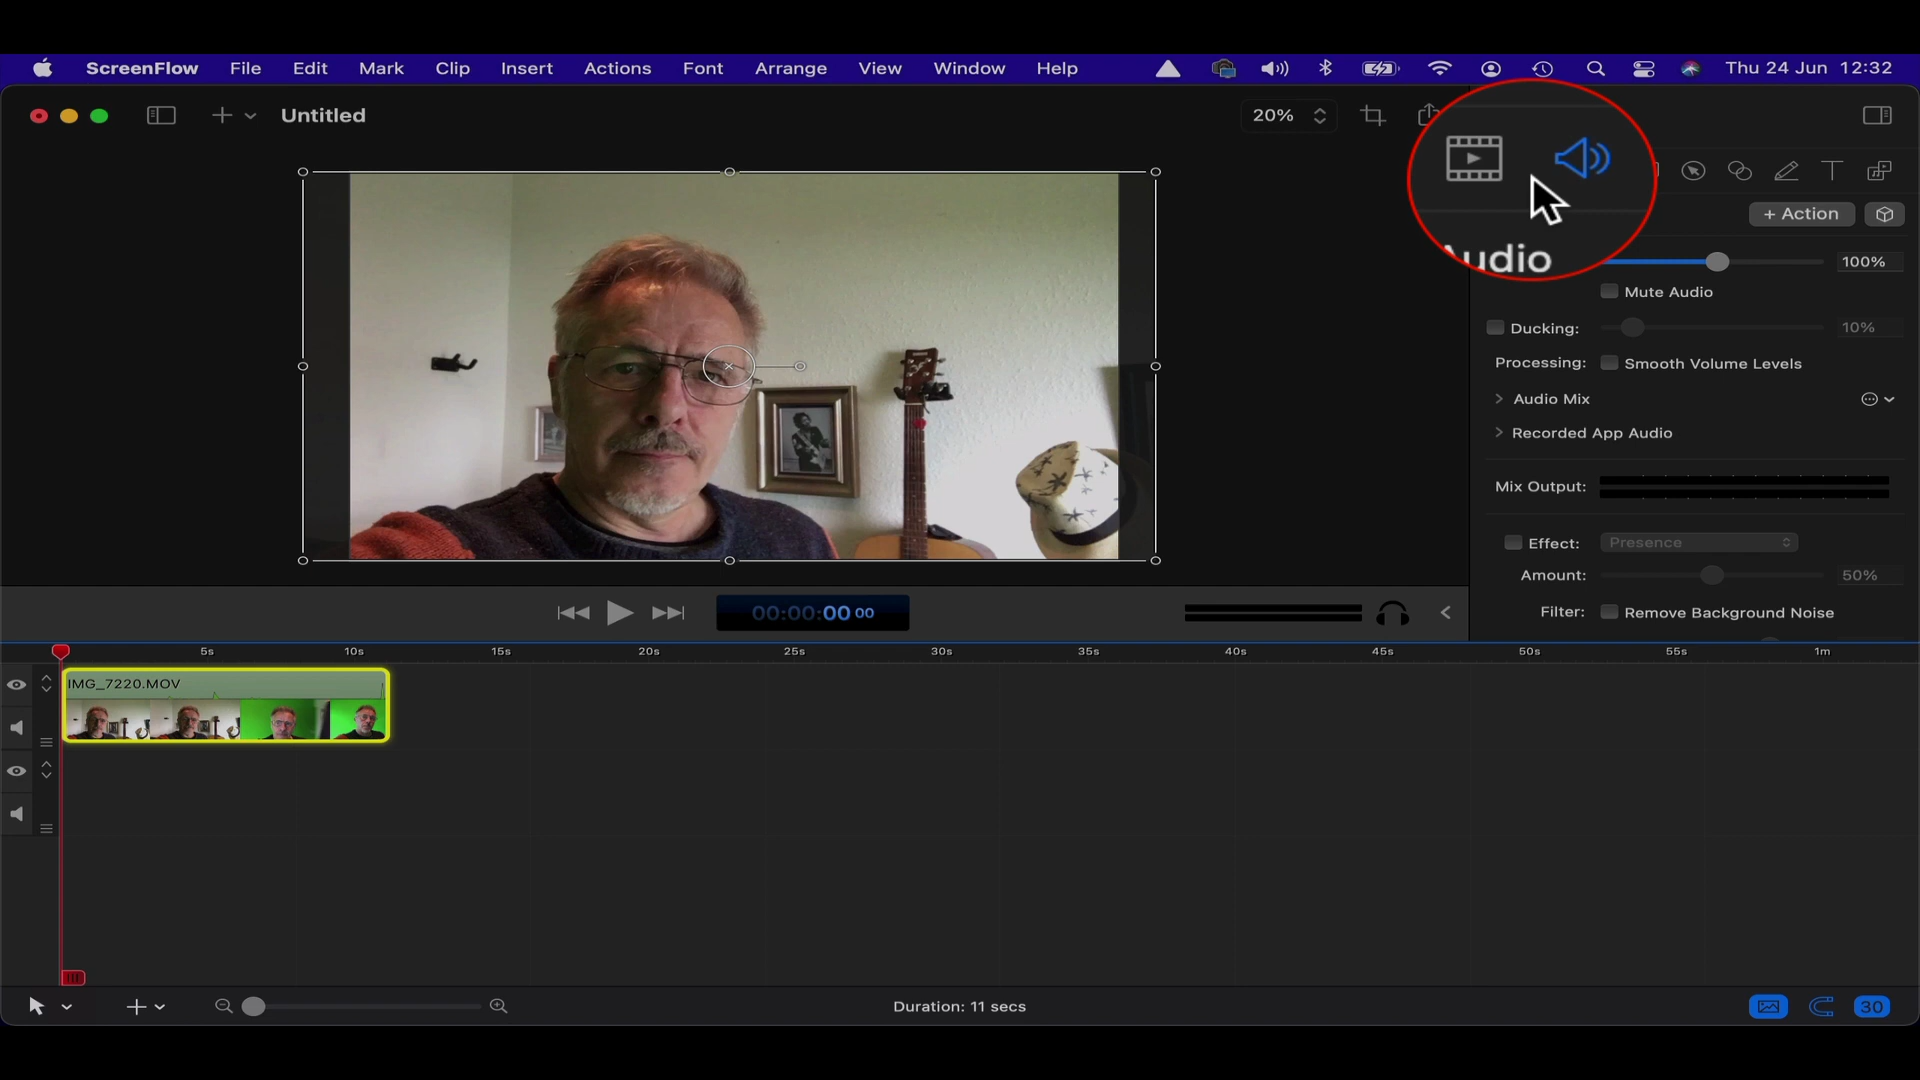 ScreenFlow File Edit Mark Clip Insert Actions Font Arrange View Window Help Thu 24 Jun 12:32
Untitled
20%
+ Action
Audio
100%
Mute Audio
Ducking: 10%
Processing: Smooth Volume Levels
Audio Mix
Recorded App Audio
Mix Output:
Effect: Presence
Amount: 50%
Filter: Remove Background Noise
00:00:00 00
5s 10s 15s 20s 25s 30s 35s 40s 45s 50s 55s 1m
IMG_7220.MOV
Duration: 11 secs
30